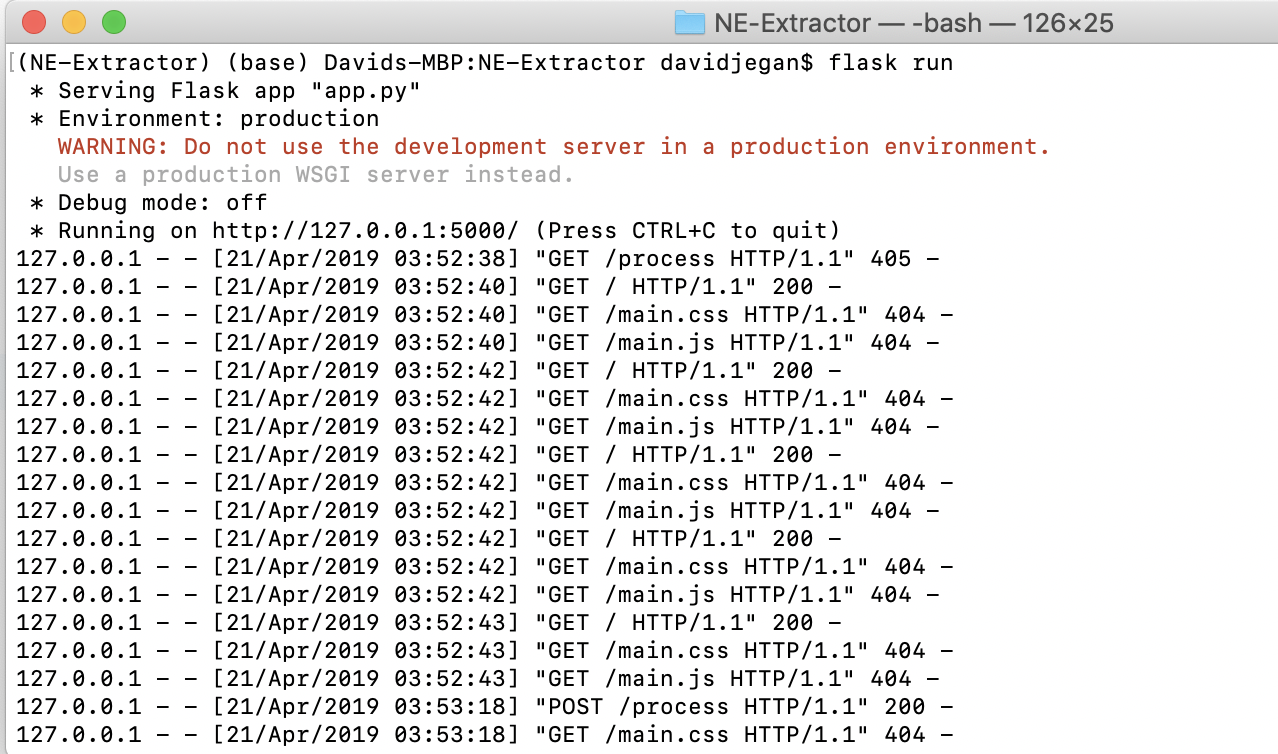 NE-Extractor — -bash — 126×25
[(NE-Extractor) (base) Davids-MBP:NE-Extractor davidjegan$ flask run
 * Serving Flask app "app.py"
 * Environment: production
   WARNING: Do not use the development server in a production environment.
   Use a production WSGI server instead.
 * Debug mode: off
 * Running on http://127.0.0.1:5000/ (Press CTRL+C to quit)
127.0.0.1 - - [21/Apr/2019 03:52:38] "GET /process HTTP/1.1" 405 -
127.0.0.1 - - [21/Apr/2019 03:52:40] "GET / HTTP/1.1" 200 -
127.0.0.1 - - [21/Apr/2019 03:52:40] "GET /main.css HTTP/1.1" 404 -
127.0.0.1 - - [21/Apr/2019 03:52:40] "GET /main.js HTTP/1.1" 404 -
127.0.0.1 - - [21/Apr/2019 03:52:42] "GET / HTTP/1.1" 200 -
127.0.0.1 - - [21/Apr/2019 03:52:42] "GET /main.css HTTP/1.1" 404 -
127.0.0.1 - - [21/Apr/2019 03:52:42] "GET /main.js HTTP/1.1" 404 -
127.0.0.1 - - [21/Apr/2019 03:52:42] "GET / HTTP/1.1" 200 -
127.0.0.1 - - [21/Apr/2019 03:52:42] "GET /main.css HTTP/1.1" 404 -
127.0.0.1 - - [21/Apr/2019 03:52:42] "GET /main.js HTTP/1.1" 404 -
127.0.0.1 - - [21/Apr/2019 03:52:42] "GET / HTTP/1.1" 200 -
127.0.0.1 - - [21/Apr/2019 03:52:42] "GET /main.css HTTP/1.1" 404 -
127.0.0.1 - - [21/Apr/2019 03:52:42] "GET /main.js HTTP/1.1" 404 -
127.0.0.1 - - [21/Apr/2019 03:52:43] "GET / HTTP/1.1" 200 -
127.0.0.1 - - [21/Apr/2019 03:52:43] "GET /main.css HTTP/1.1" 404 -
127.0.0.1 - - [21/Apr/2019 03:52:43] "GET /main.js HTTP/1.1" 404 -
127.0.0.1 - - [21/Apr/2019 03:53:18] "POST /process HTTP/1.1" 200 -
127.0.0.1 - - [21/Apr/2019 03:53:18] "GET /main.css HTTP/1.1" 404 -